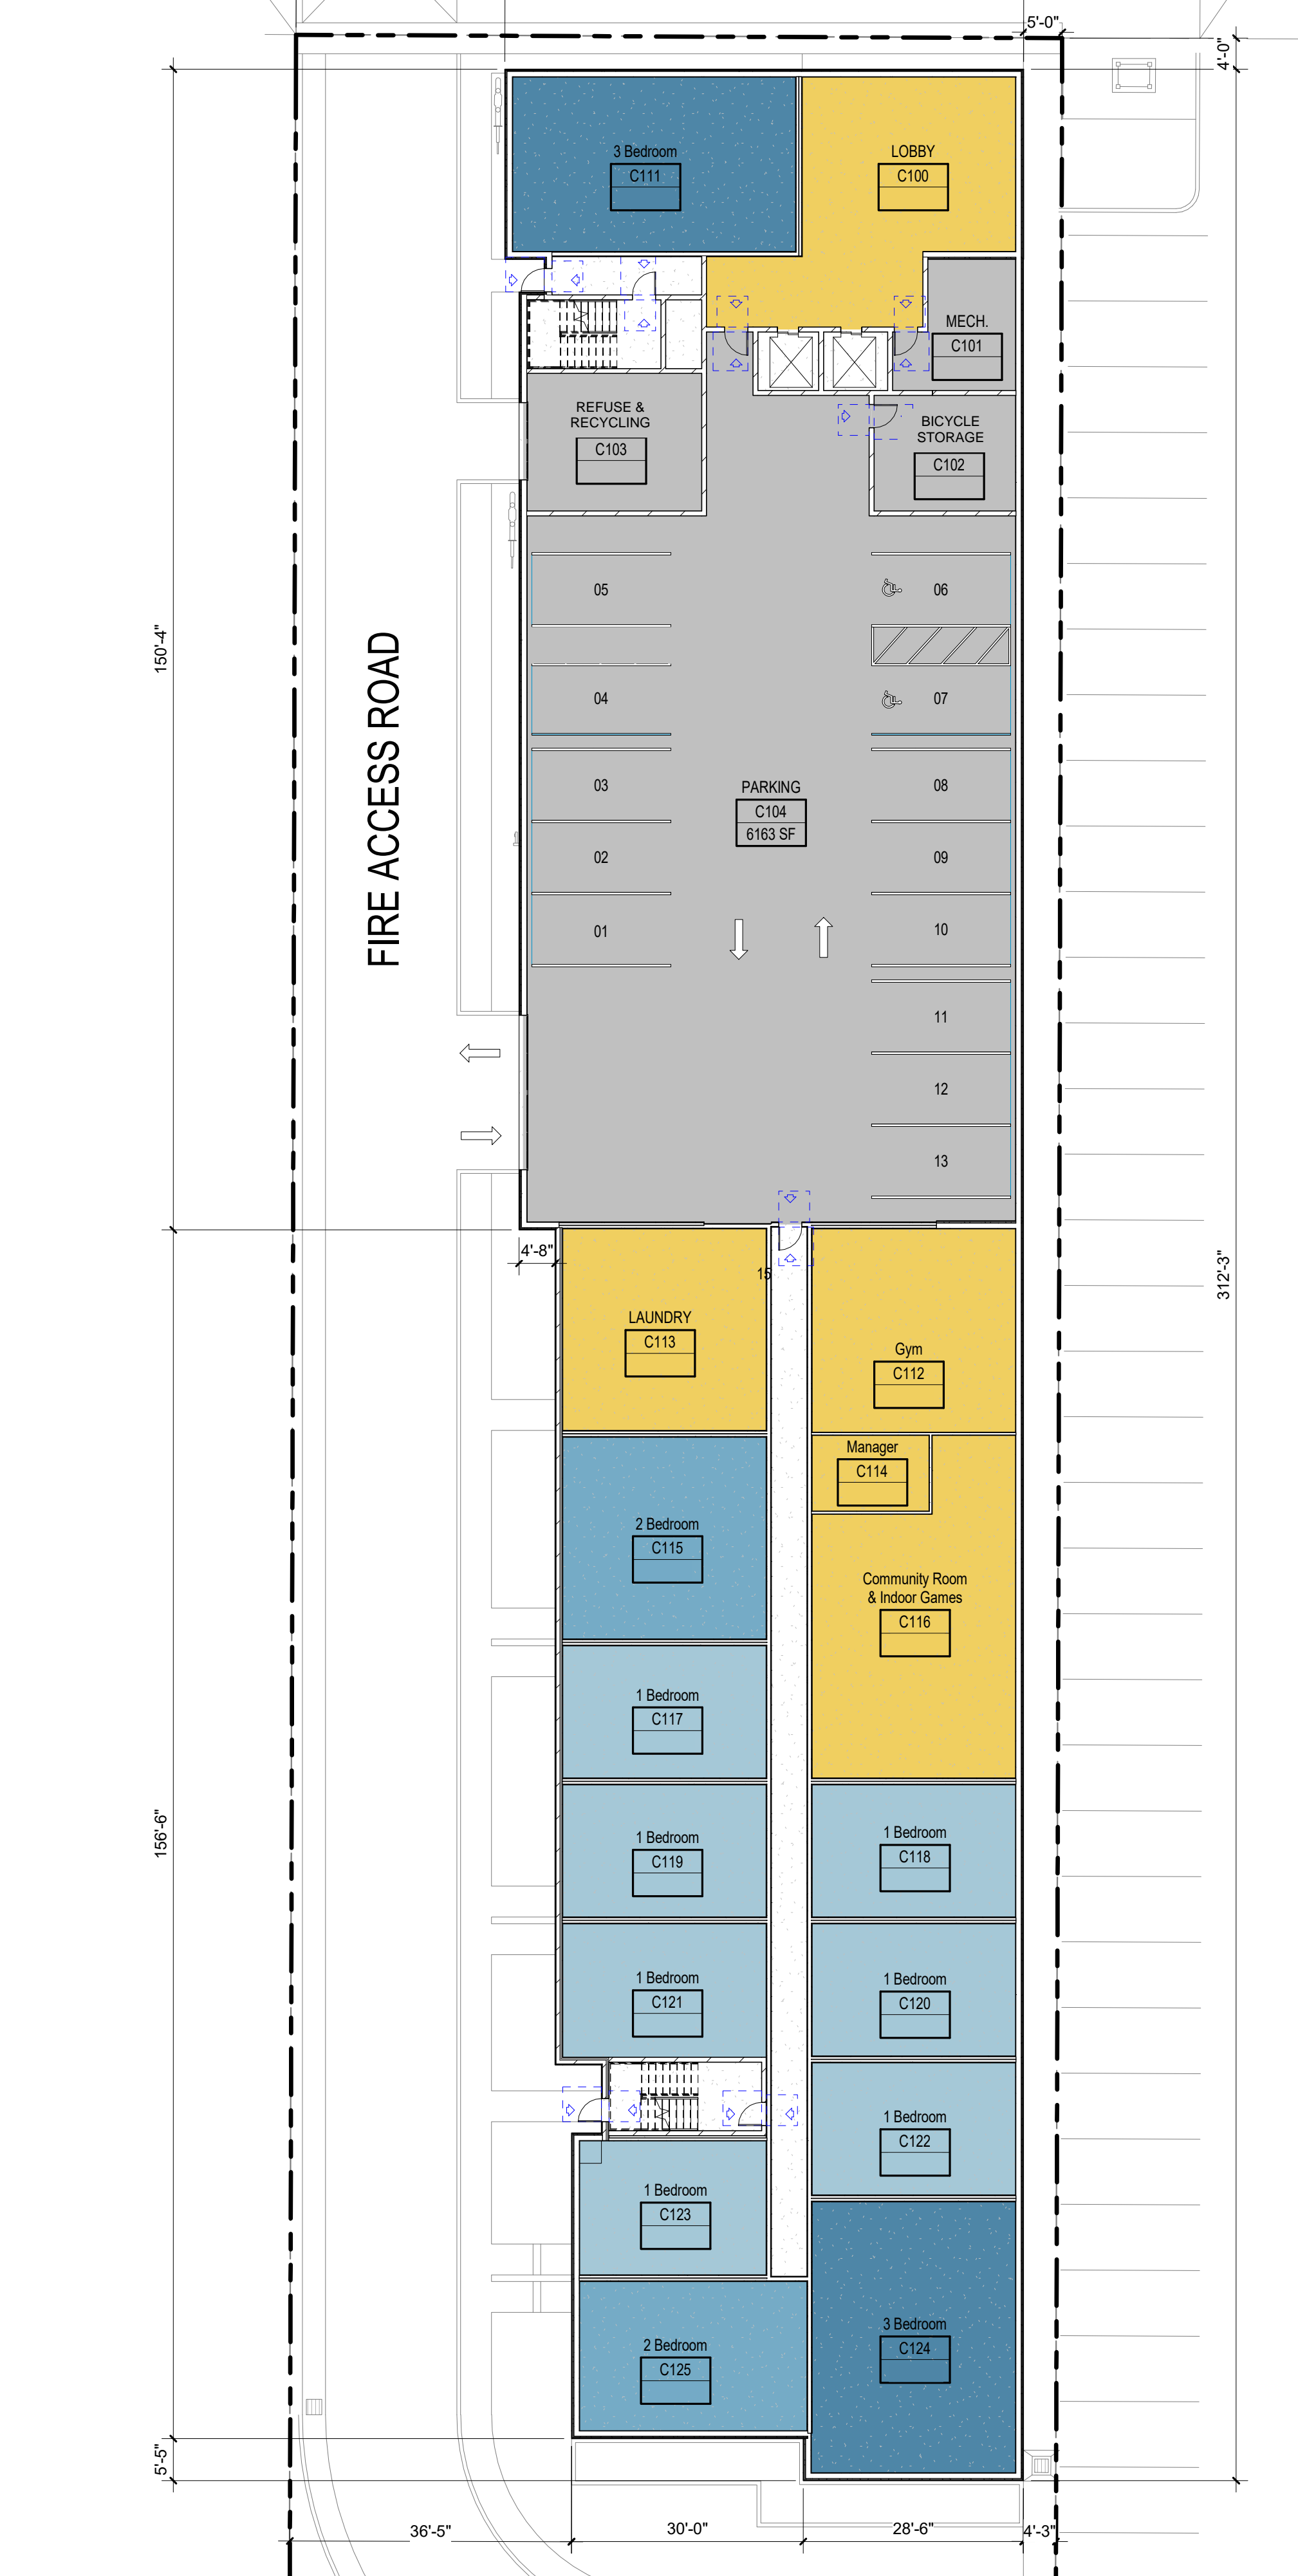 5'-0"
4'-0"
3 Bedroom
C111
LOBBY
C100
MECH.
C101
REFUSE &
RECYCLING
C103
BICYCLE
STORAGE
C102
05
06
04
07
150'-4"
FIRE ACCESS ROAD
03
08
PARKING
C104
6163 SF
02
09
01
10
11
12
13
4'-8"
15
312'-3"
LAUNDRY
C113
Gym
C112
Manager
C114
2 Bedroom
C115
Community Room
& Indoor Games
C116
1 Bedroom
C117
156'-6"
1 Bedroom
C119
1 Bedroom
C118
1 Bedroom
C121
1 Bedroom
C120
1 Bedroom
C122
1 Bedroom
C123
3 Bedroom
C124
2 Bedroom
C125
5'-5"
36'-5"
30'-0"
28'-6"
4'-3"